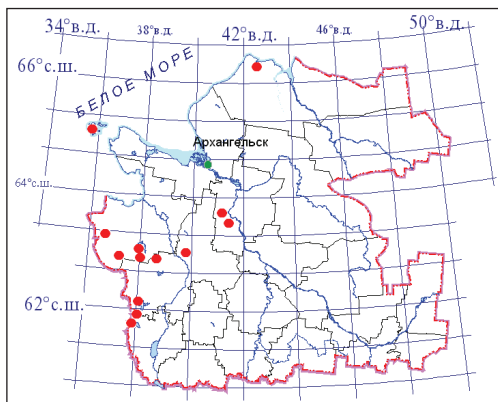 34°в.д.
38°в.д.
42°в.д.
46°в.д.
50°в.д.
66°с.ш.
БЕЛОЕ МОРЕ
Архангельск
64°с.ш.
62°с.ш.